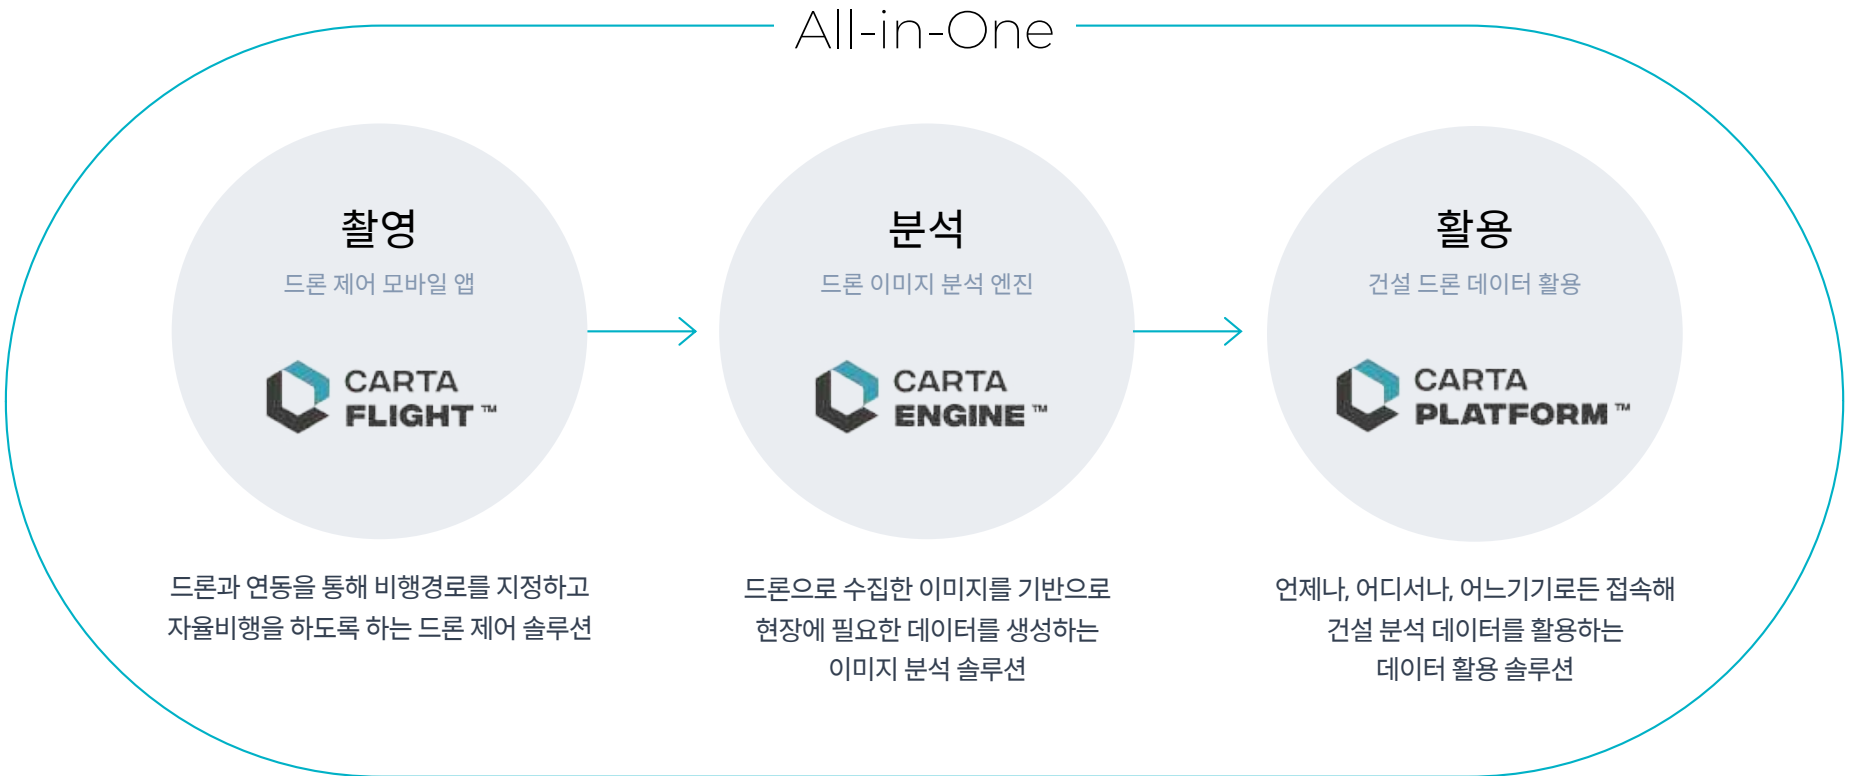 All-in-One
촬영
드론 제어 모바일 앱
CARTA
FLIGHT™
드론과 연동을 통해 비행경로를 지정하고
자율비행을 하도록 하는 드론 제어 솔루션
분석
드론 이미지 분석 엔진
CARTA
ENGINE™
드론으로 수집한 이미지를 기반으로
현장에 필요한 데이터를 생성하는
이미지 분석 솔루션
활용
건설 드론 데이터 활용
CARTA
PLATFORM™
언제나, 어디서나, 어느기기로든 접속해
건설 분석 데이터를 활용하는
데이터 활용 솔루션